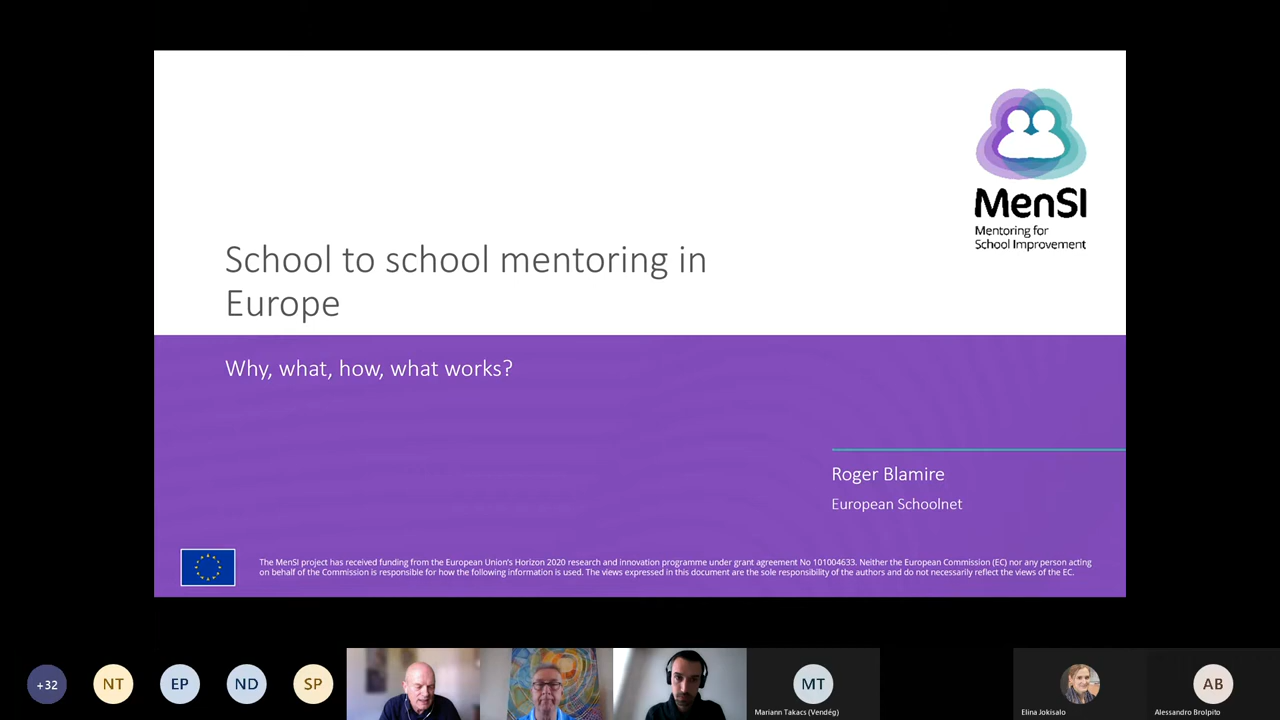 MenSI
Mentoring for
School Improvement
School to school mentoring in
Europe
Why, what, how, what works?
Roger Blamire
European Schoolnet
The MenSI project has received funding from the European Union's Horizon 2020 research and innovation programme under grant agreement No 101004633. Neither the European Commission (EC) nor any person acting
on behalf of the Commission is responsible for how the following information is used. The views expressed in this document are the sole responsibility of the authors and do not necessarily reflect the views of the EC.
+32
NT
EP
ND
SP
MT
AB
Mariann Takacs (Vendég)
Elina Jokisalo
Alessandro Brolpito